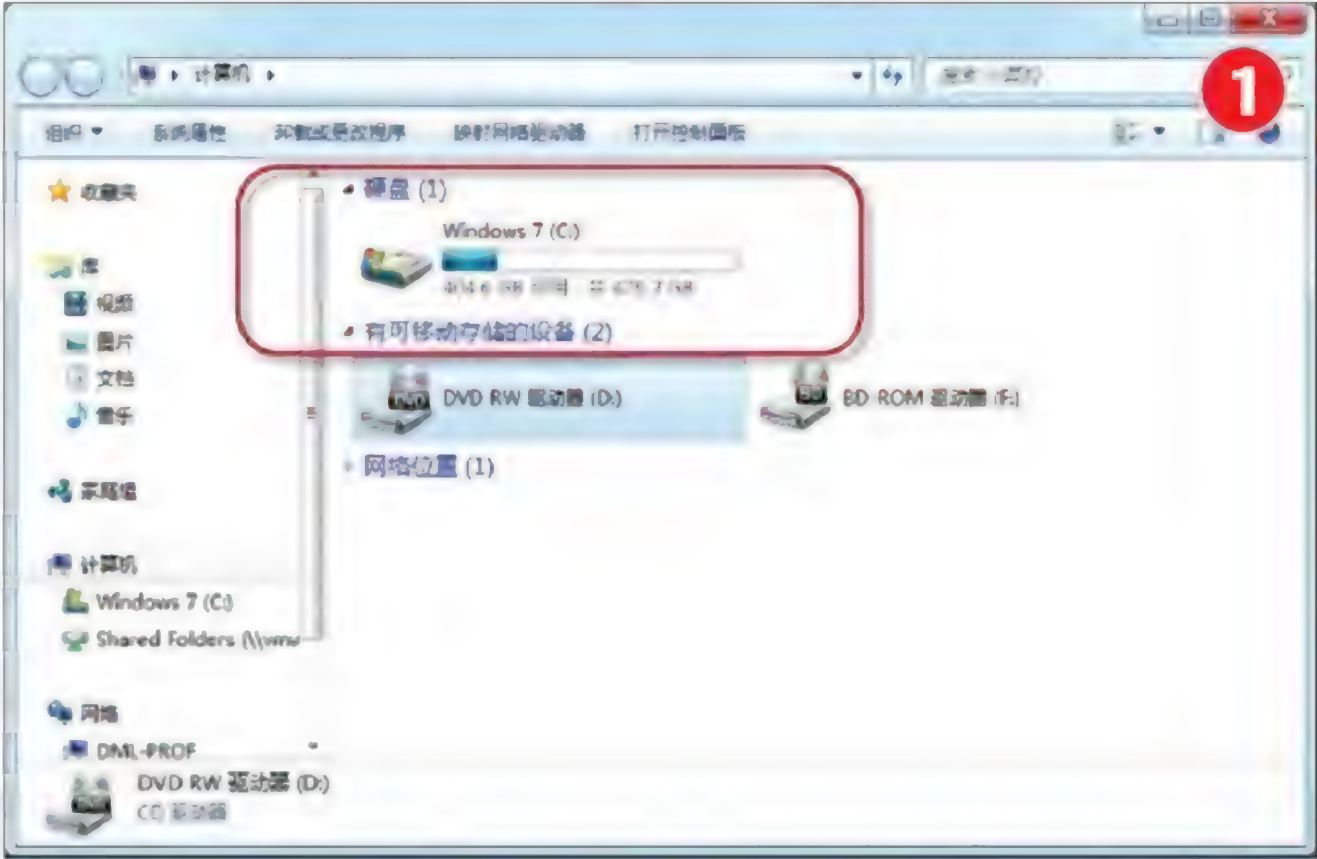 计算机
1
组织 系统属性 卸载或更改程序 映射网络驱动器 打开控制面板
收藏夹
库
视频
图片
文档
音乐
家庭组
计算机
Windows 7 (C:)
Shared Folders (\\vmw
网络
DML-PROF
硬盘 (1)
Windows 7 (C:)
有可移动存储的设备 (2)
DVD RW 驱动器 (D:)
BD-ROM 驱动器 (F:)
网络位置 (1)
DVD RW 驱动器 (D:)
CD 驱动器